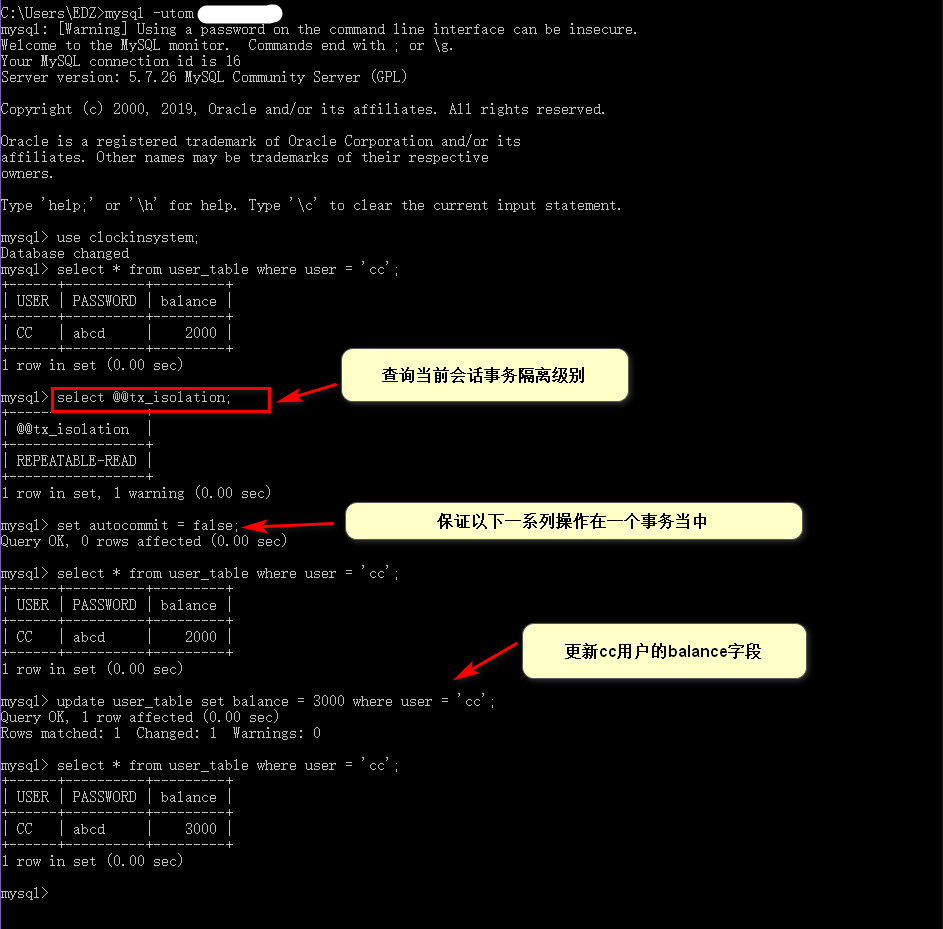 C:\Users\EDZ>mysql -utom
mysql: [Warning] Using a password on the command line interface can be insecure.
Welcome to the MySQL monitor.  Commands end with ; or \g.
Your MySQL connection id is 16
Server version: 5.7.26 MySQL Community Server (GPL)
Copyright (c) 2000, 2019, Oracle and/or its affiliates. All rights reserved.
Oracle is a registered trademark of Oracle Corporation and/or its
affiliates. Other names may be trademarks of their respective
owners.
Type 'help;' or '\h' for help. Type '\c' to clear the current input statement.
mysql> use clockinsystem;
Database changed
mysql> select * from user_table where user = 'cc';
+------+----------+---------+
| USER | PASSWORD | balance |
+------+----------+---------+
| CC   | abcd     |    2000 |
+------+----------+---------+
1 row in set (0.00 sec)
查询当前会话事务隔离级别
mysql> select @@tx_isolation;
+-----------------+
| @@tx_isolation  |
+-----------------+
| REPEATABLE-READ |
+-----------------+
1 row in set, 1 warning (0.00 sec)
mysql> set autocommit = false;
保证以下一系列操作在一个事务当中
Query OK, 0 rows affected (0.00 sec)
mysql> select * from user_table where user = 'cc';
+------+----------+---------+
| USER | PASSWORD | balance |
+------+----------+---------+
| CC   | abcd     |    2000 |
+------+----------+---------+
1 row in set (0.00 sec)
更新cc用户的balance字段
mysql> update user_table set balance = 3000 where user = 'cc';
Query OK, 1 row affected (0.00 sec)
Rows matched: 1  Changed: 1  Warnings: 0
mysql> select * from user_table where user = 'cc';
+------+----------+---------+
| USER | PASSWORD | balance |
+------+----------+---------+
| CC   | abcd     |    3000 |
+------+----------+---------+
1 row in set (0.00 sec)
mysql>